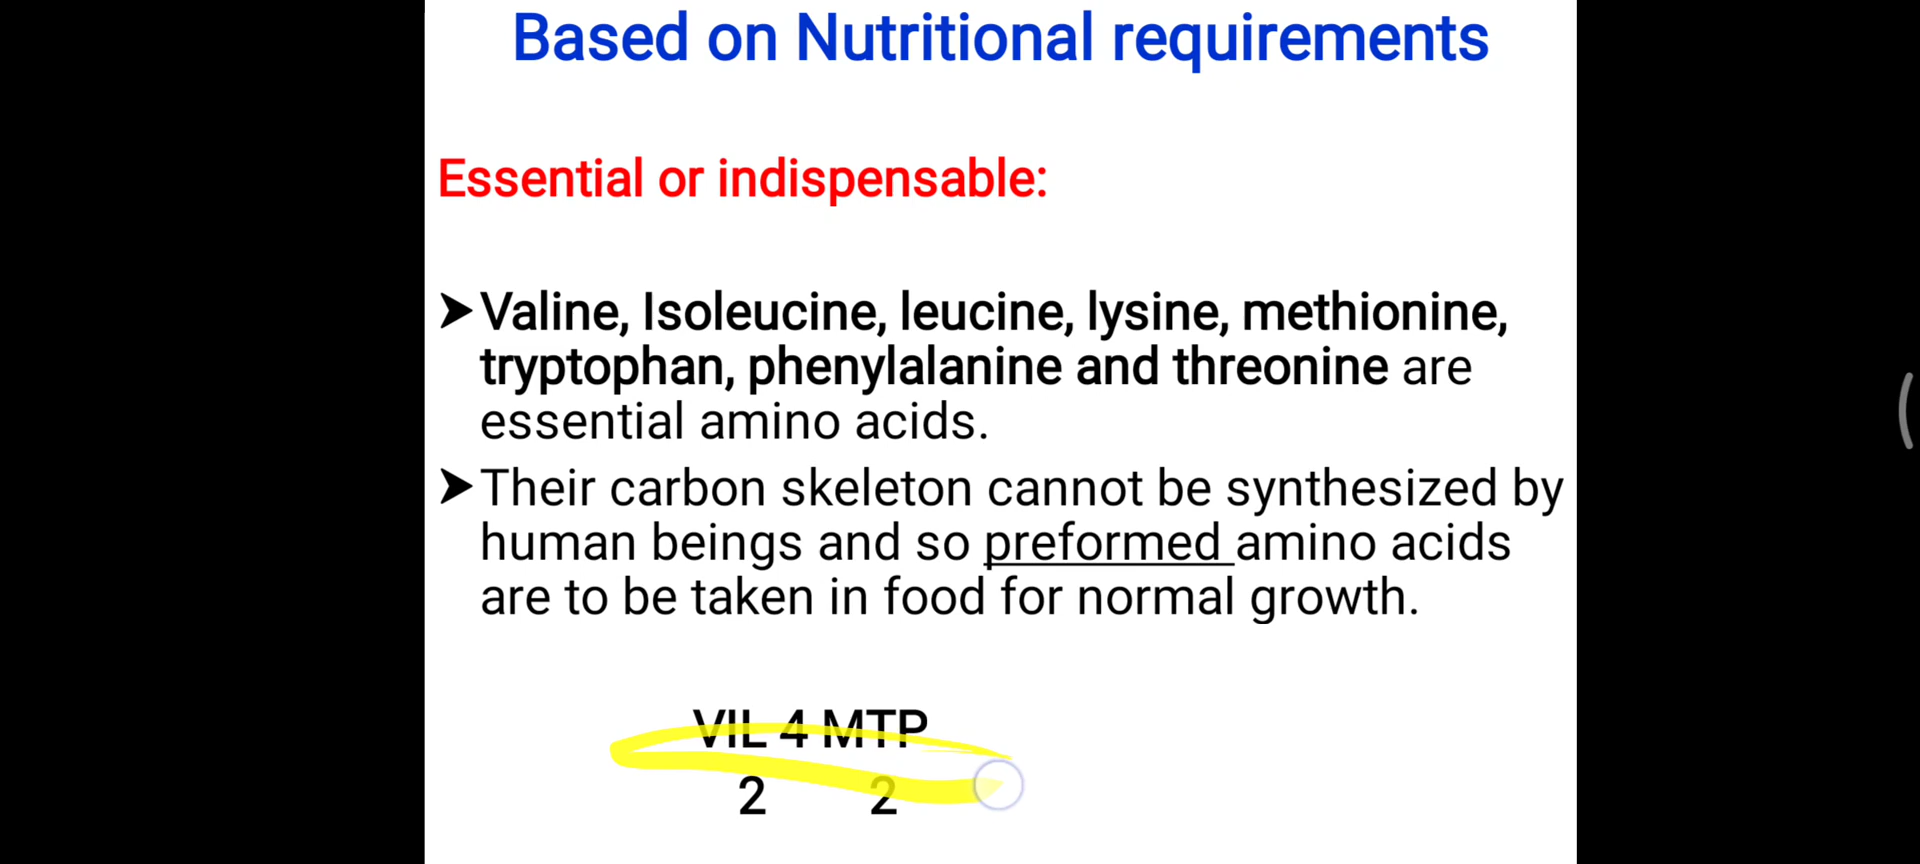 Based on Nutritional requirements
Essential or indispensable:
➤Valine, Isoleucine, leucine, lysine, methionine,
tryptophan, phenylalanine and threonine are
essential amino acids.
➤Their carbon skeleton cannot be synthesized by
human beings and so preformed amino acids
are to be taken in food for normal growth.
VIL 4 MTP
2 2